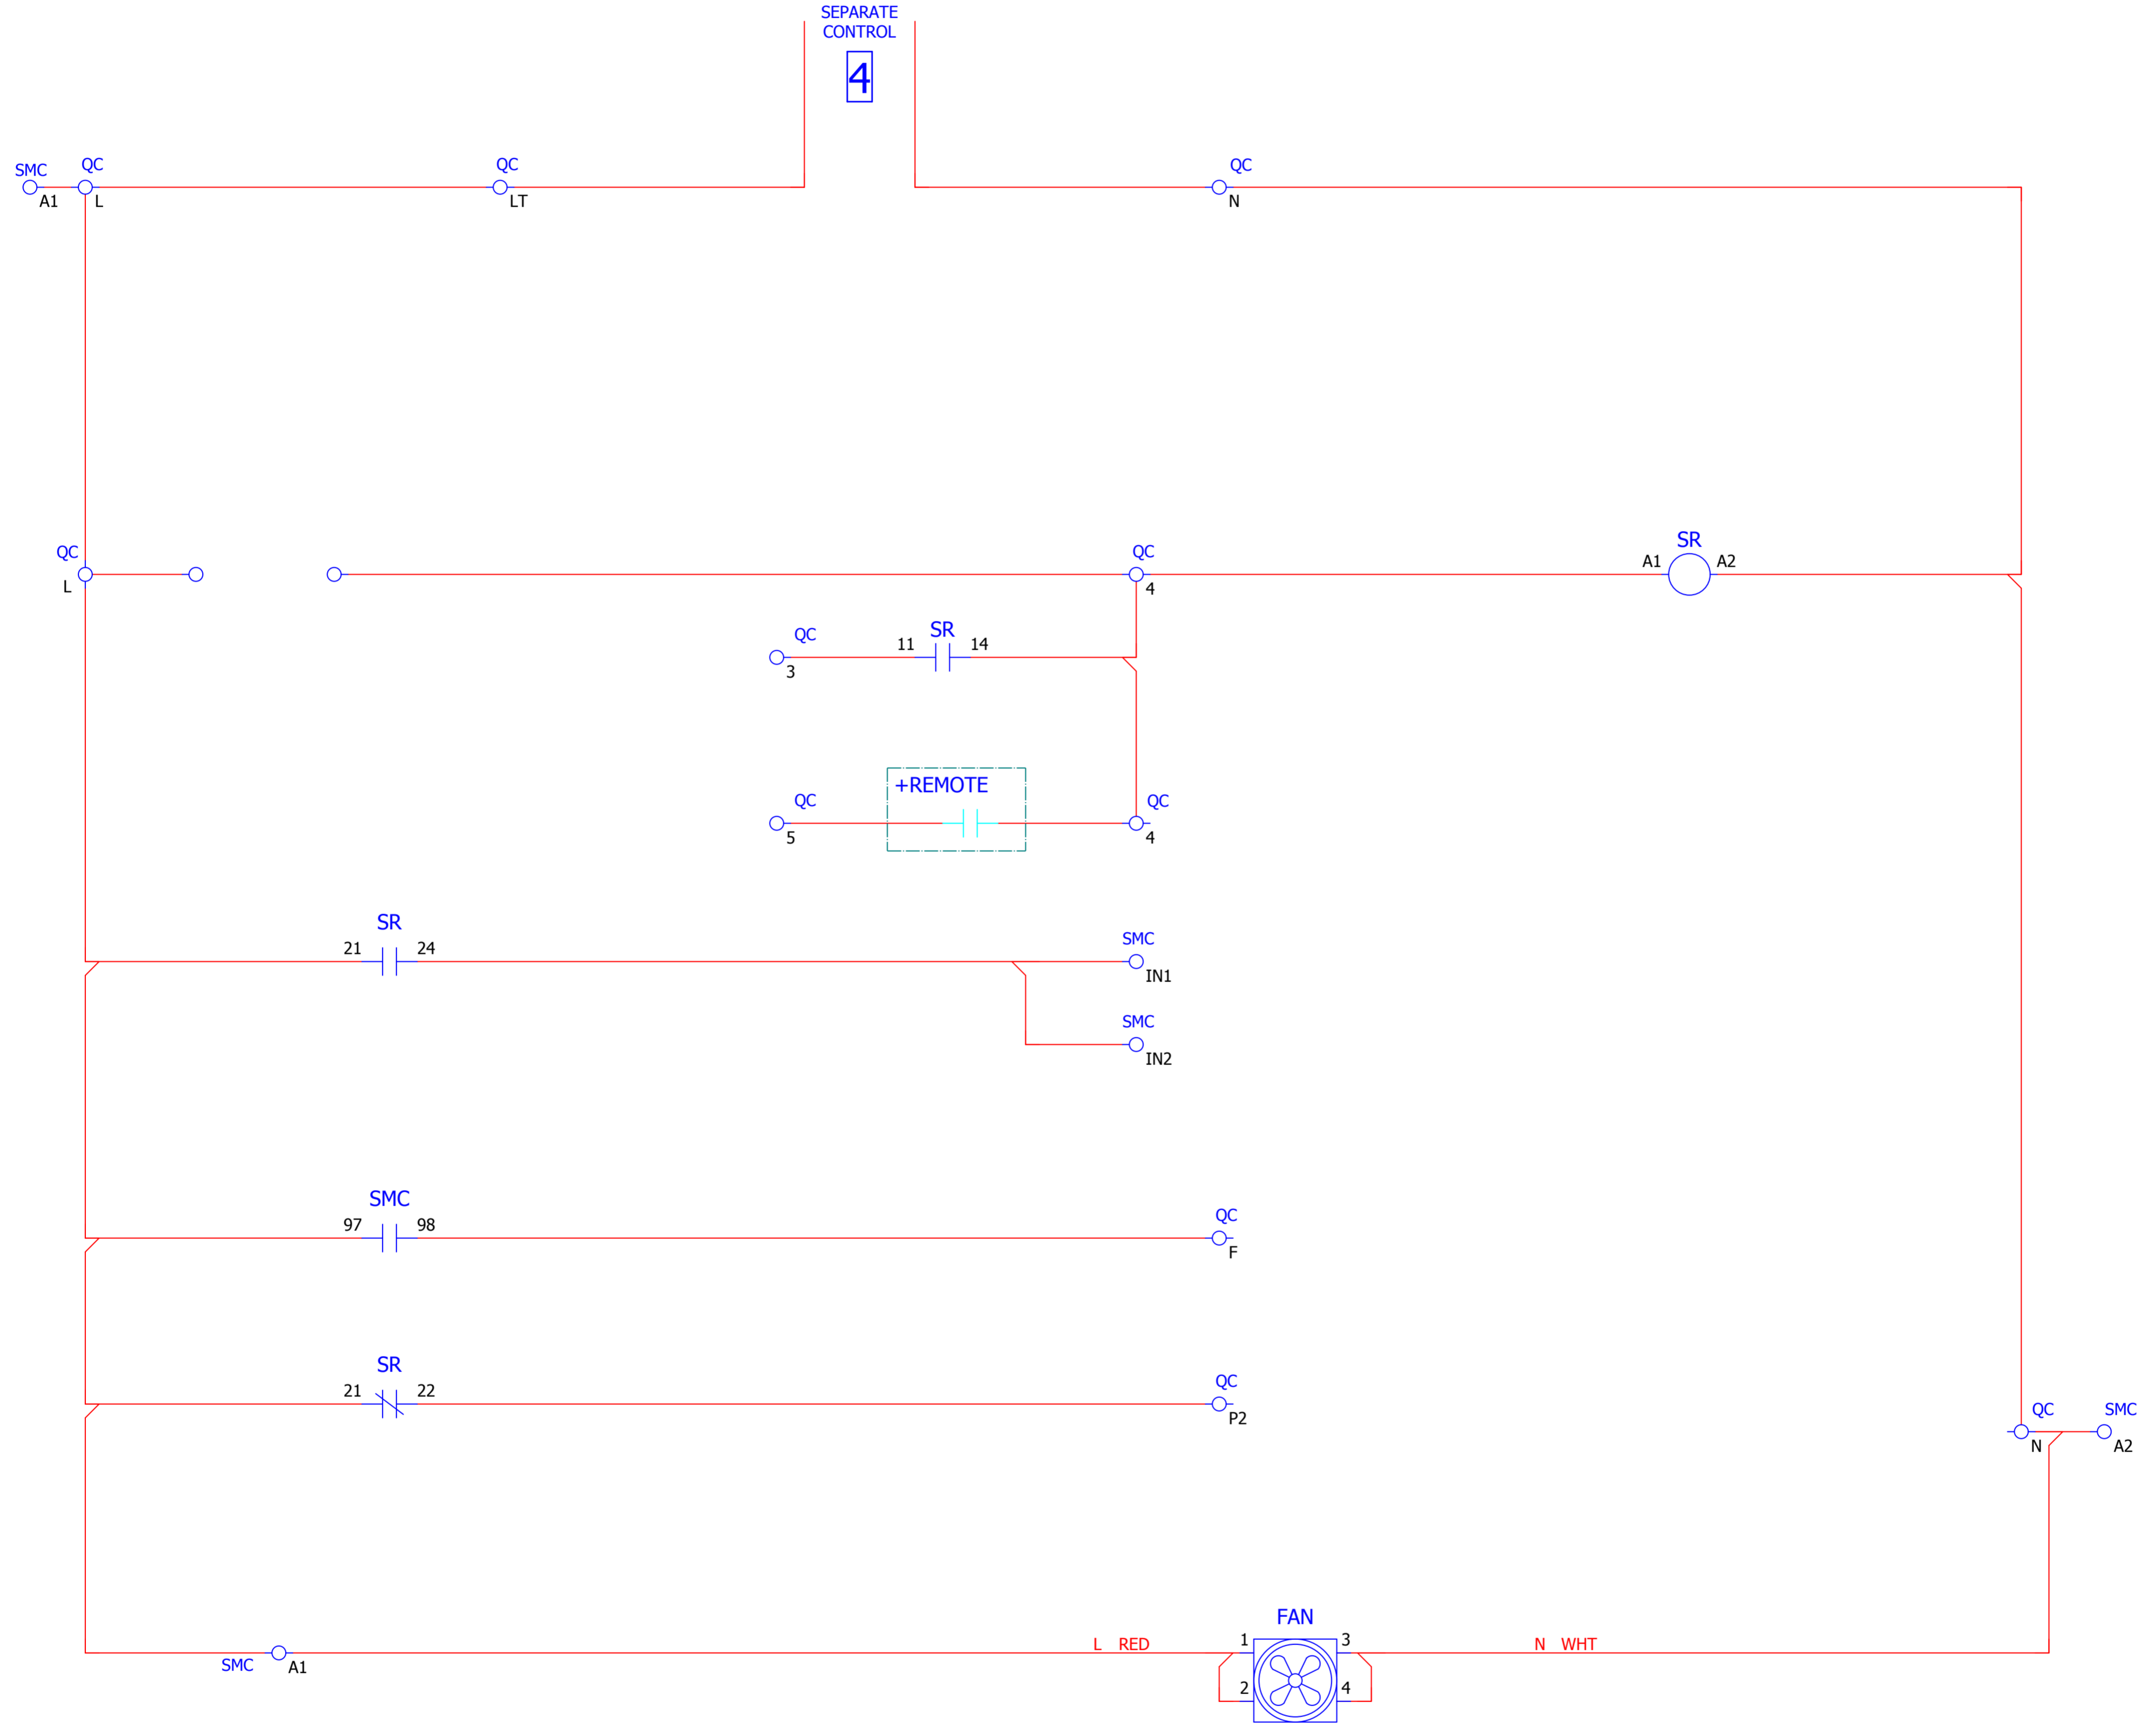 SEPARATE
CONTROL
4
SMC
QC
QC
QC
A1
L
LT
N
QC
QC
SR
A1
A2
L
4
QC
SR
11
14
3
+REMOTE
QC
QC
5
4
SR
21
24
SMC
IN1
SMC
IN2
SMC
97
98
QC
F
SR
21
22
QC
P2
QC
SMC
N
A2
FAN
L RED
1
3
N WHT
SMC
A1
2
4